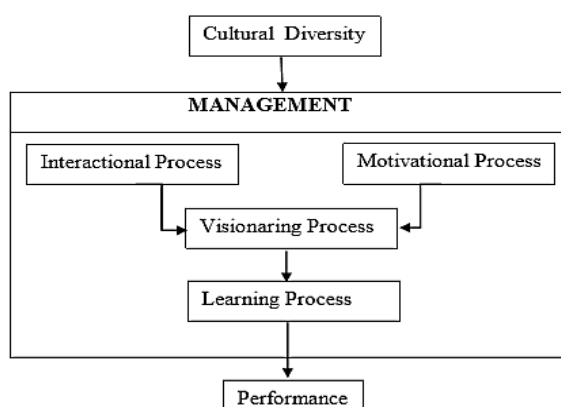 Cultural Diversity
MANAGEMENT
Interactional Process
Motivational Process
Visionaring Process
Learning Process
Performance